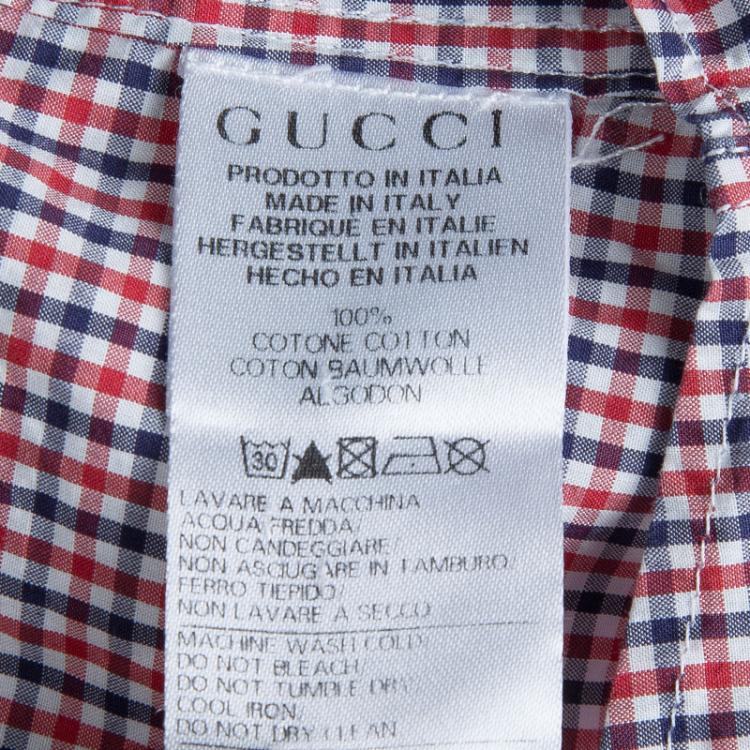 GUCCI
PRODOTTO IN ITALIA
MADE IN ITALY
FABRIQUÉ EN ITALIE
HERGESTELLT IN ITALIEN
HECHO EN ITALIA
100%
COTONE COTTON
COTON BAUMWOLLE
ALGODON
30
LAVARE A MACCHINA
ACQUA FREDDA/
NON CANDEGGIARE/
NON ASCIUGARE IN TAMBURO/
FERRO TIEPIDO/
NON LAVARE A SECCO
MACHINE WASH COLD/
DO NOT BLEACH/
DO NOT TUMBLE DRY/
COOL IRON/
DO NOT DRY CLEAN